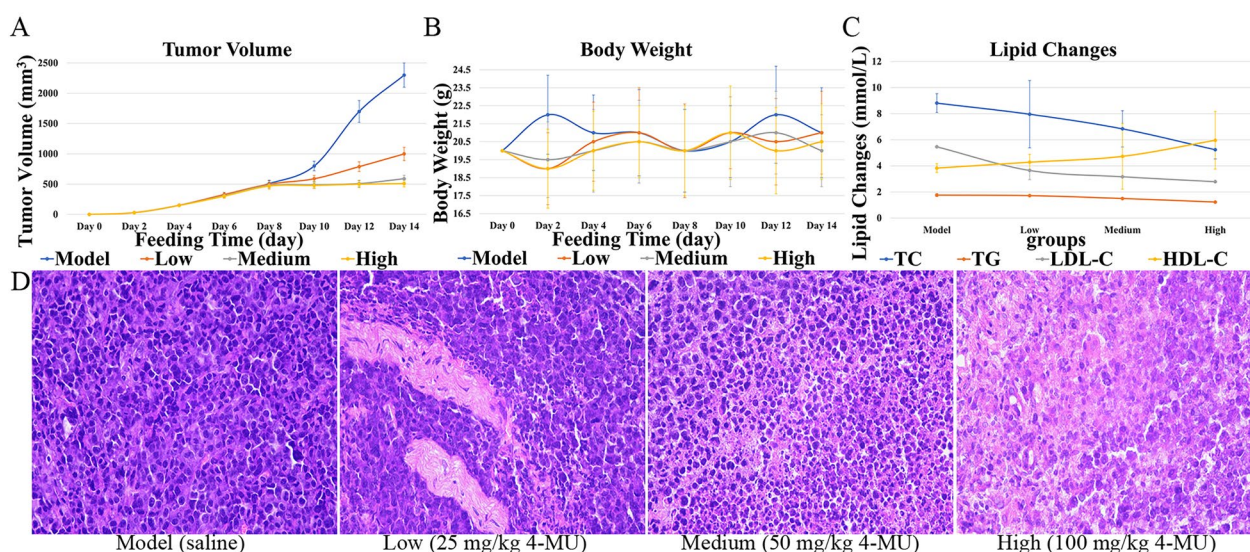 A
Tumor Volume
Tumor Volume (mm³)
2500
2000
1500
1000
500
0
Day 0 Day 2 Day 4 Day 6 Day 8 Day 10 Day 12 Day 14
Feeding Time (day)
Model Low Medium High
B
Body Weight
Body Weight (g)
24.5
23.5
22.5
21.5
20.5
19.5
18.5
17.5
16.5
Day 0 Day 2 Day 4 Day 6 Day 8 Day 10 Day 12 Day 14
Feeding Time (day)
Model Low Medium High
C
Lipid Changes
Lipid Changes (mmol/L)
12
10
8
6
4
2
0
Model Low Medium High
groups
TC TG LDL-C HDL-C
D
Model (saline)
Low (25 mg/kg 4-MU)
Medium (50 mg/kg 4-MU)
High (100 mg/kg 4-MU)